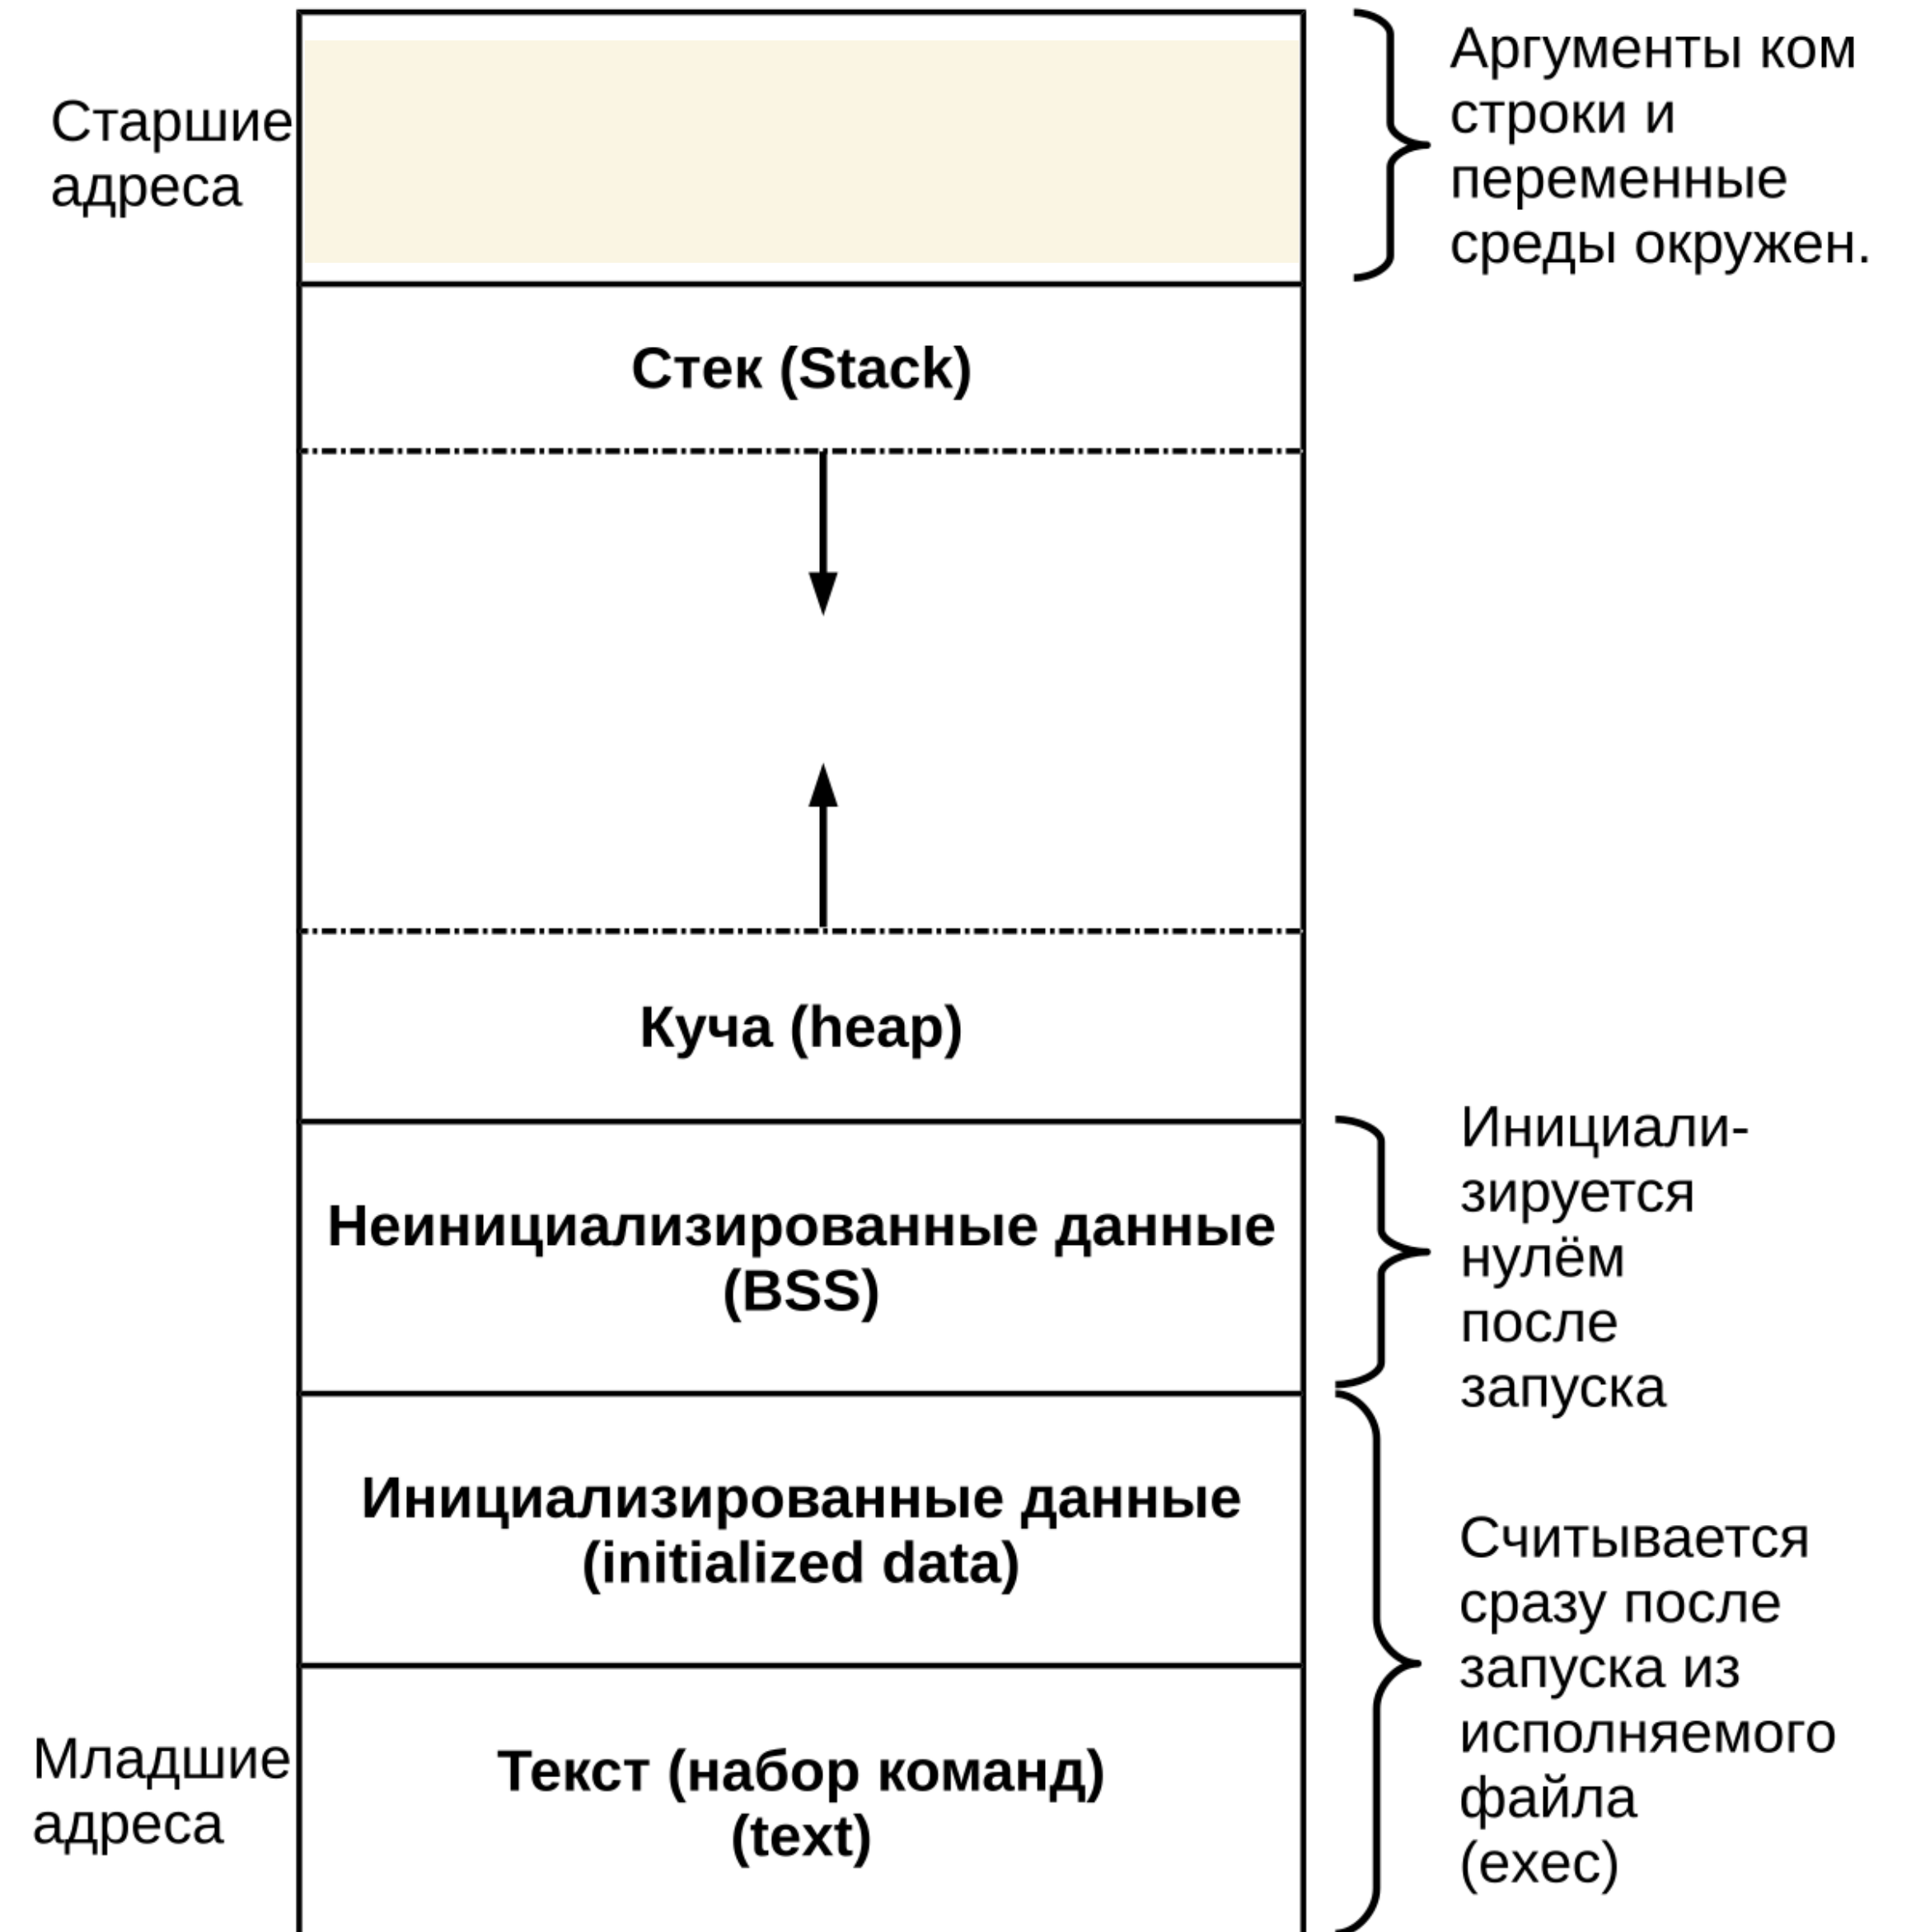 Старшие
адреса
Аргументы ком
строки и
переменные
среды окружен.
Стек (Stack)
Куча (heap)
Неинициализированные данные
(BSS)
Инициали-
зируется
нулём
после
запуска
Инициализированные данные
(initialized data)
Считывается
сразу после
запуска из
исполняемого
файла
(exec)
Младшие
адреса
Текст (набор команд)
(text)